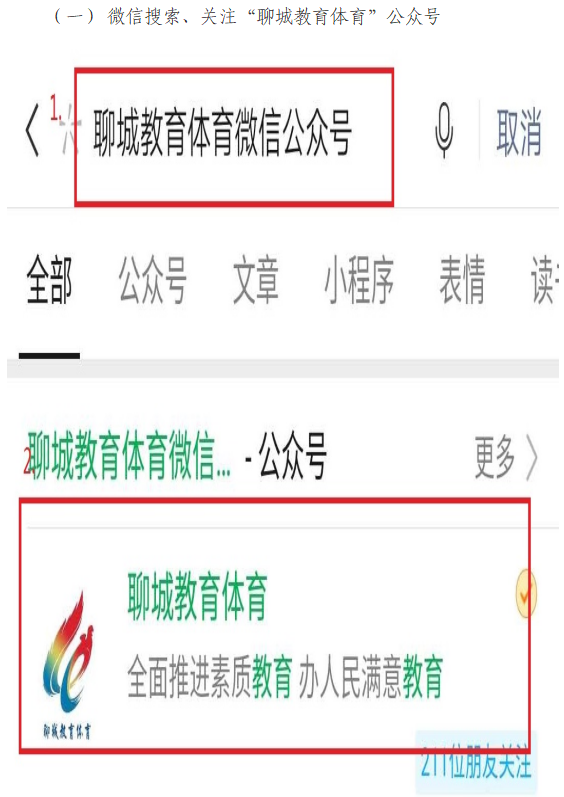 （一） 微信搜索、关注“聊城教育体育”公众号
1.
聊城教育体育微信公众号 取消
全部 公众号 文章 小程序 表情 读
2.
聊城教育体育微信... - 公众号 更多
聊城教育体育
全面推进素质教育 办人民满意教育
聊城教育体育
211位朋友关注